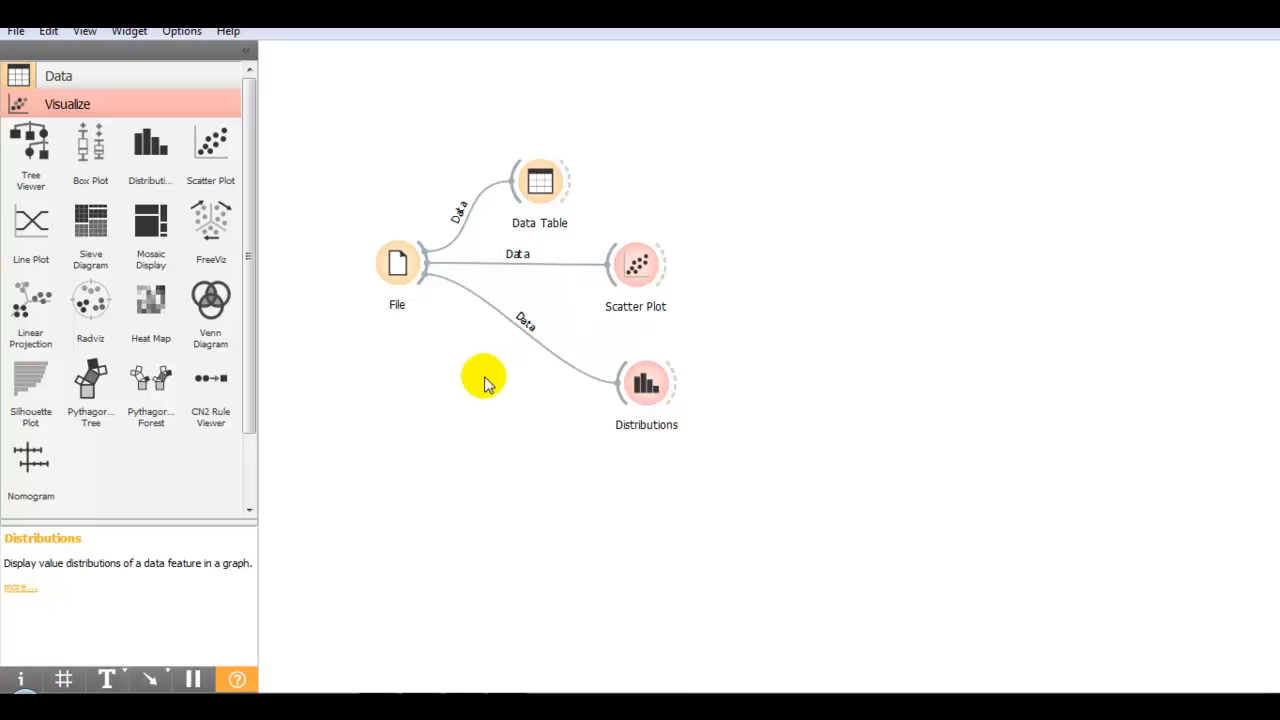 File Edit View Widget Options Help
Data
Visualize
Tree
Viewer
Box Plot
Distributi...
Scatter Plot
Line Plot
Sieve
Diagram
Mosaic
Display
FreeViz
Linear
Projection
Radviz
Heat Map
Venn
Diagram
Silhouette
Plot
Pythagor...
Tree
Pythagor...
Forest
CN2 Rule
Viewer
Nomogram
Distributions
Display value distributions of a data feature in a graph.
more...
Data
Data Table
Data
File
Scatter Plot
Data
Distributions